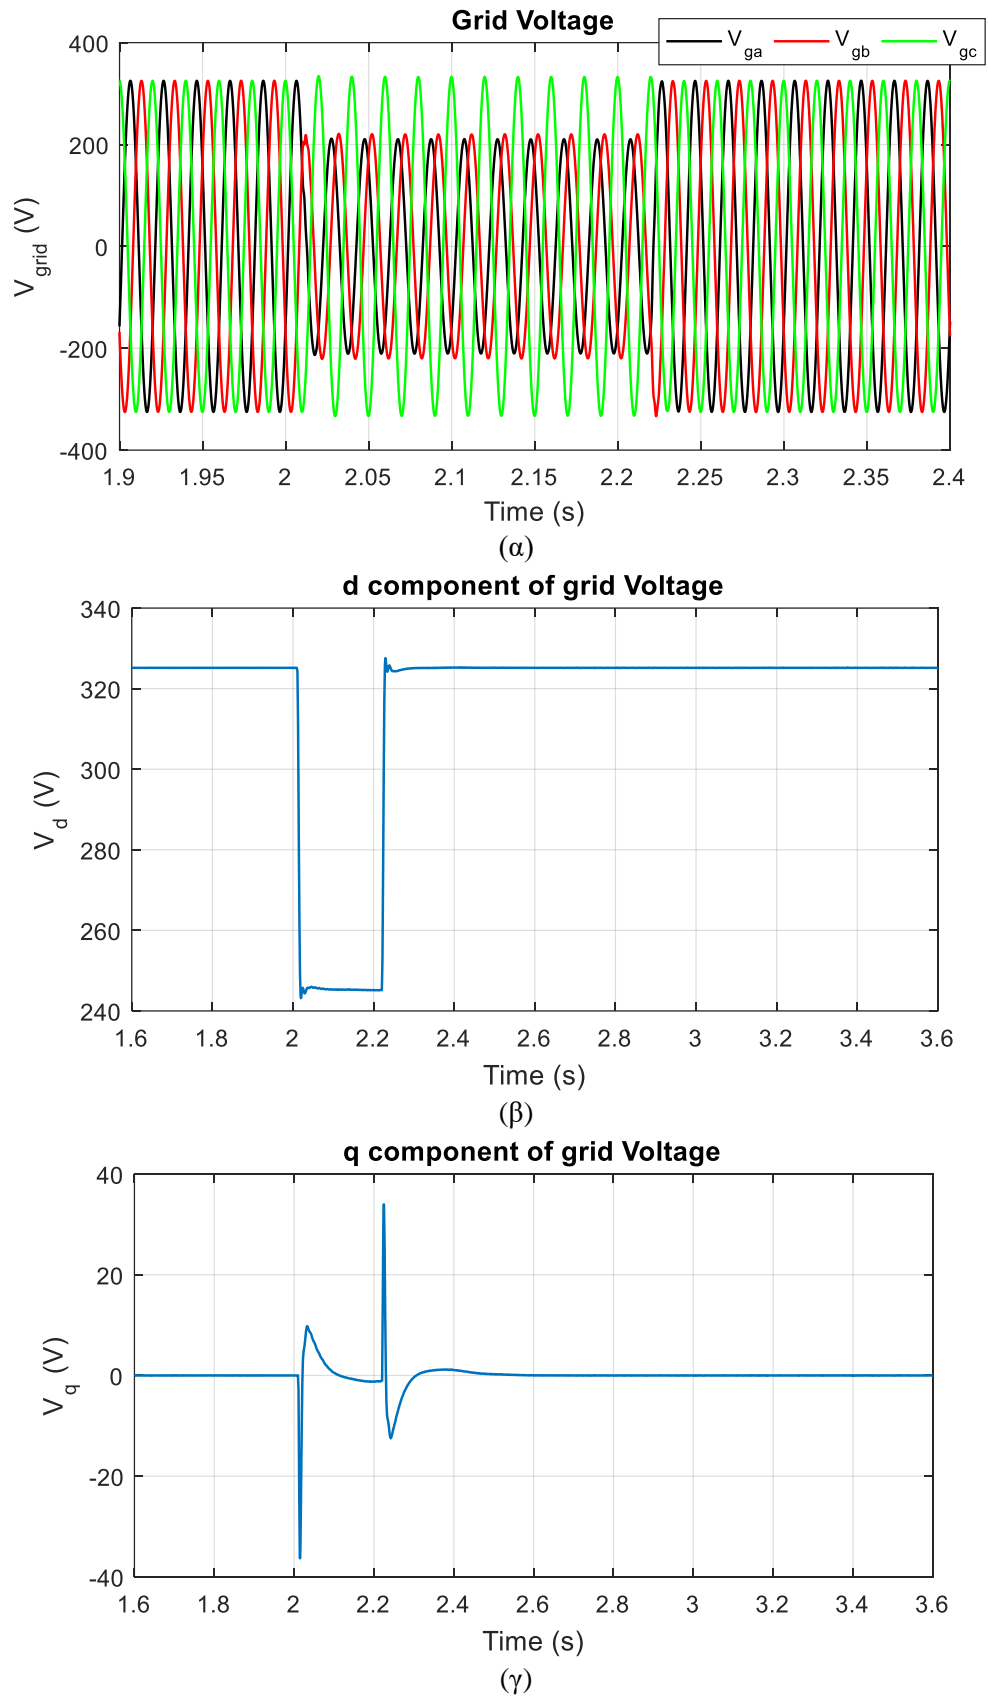 Grid Voltage
V_ga V_gb V_gc
400
200
0
-200
-400
V_grid (V)
1.9 1.95 2 2.05 2.1 2.15 2.2 2.25 2.3 2.35 2.4
Time (s)
(α)
d component of grid Voltage
340
320
300
280
260
240
V_d (V)
1.6 1.8 2 2.2 2.4 2.6 2.8 3 3.2 3.4 3.6
Time (s)
(β)
q component of grid Voltage
40
20
0
-20
-40
V_q (V)
1.6 1.8 2 2.2 2.4 2.6 2.8 3 3.2 3.4 3.6
Time (s)
(γ)